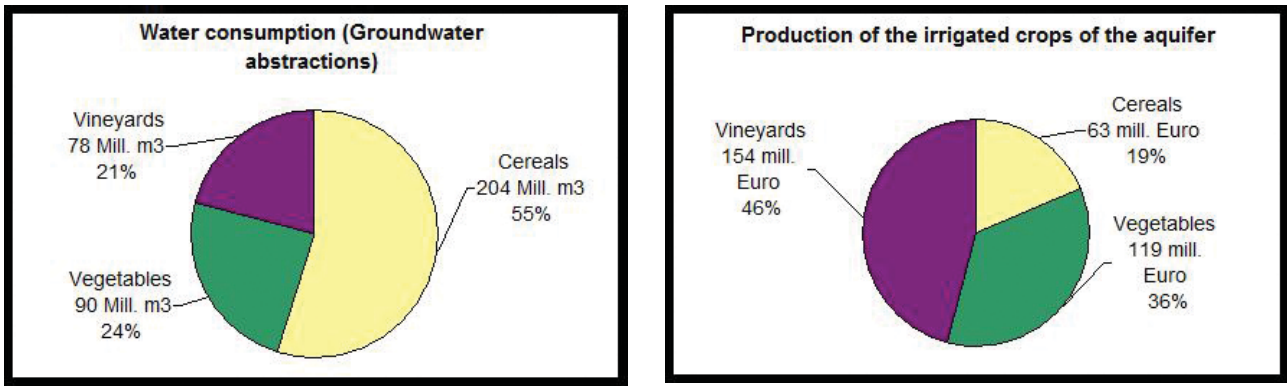 Water consumption (Groundwater
abstractions)
Vineyards
78 Mill. m3
21%
Cereals
204 Mill. m3
55%
Vegetables
90 Mill. m3
24%
Production of the irrigated crops of the aquifer
Cereals
63 mill. Euro
19%
Vineyards
154 mill.
Euro
46%
Vegetables
119 mill.
Euro
36%